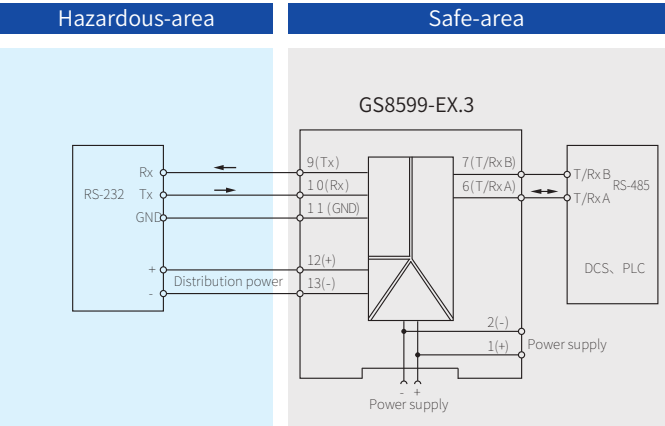 Hazardous-area
Safe-area
GS8599-EX.3
RS-232
Rx
Tx
GND
+
-
Distribution power
9(Tx)
10(Rx)
11(GND)
12(+)
13(-)
7(T/RxB)
6(T/RxA)
2(-)
1(+)
Power supply
- +
Power supply
T/RxB
RS-485
T/RxA
DCS、PLC